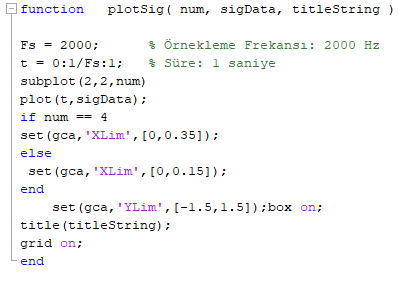 function   plotSig( num, sigData, titleString )
Fs = 2000;      % Örnekleme Frekansı: 2000 Hz
t = 0:1/Fs:1;   % Süre: 1 saniye
subplot(2,2,num)
plot(t,sigData);
if num == 4
set(gca,'XLim',[0,0.35]);
else
 set(gca,'XLim',[0,0.15]);
end
    set(gca,'YLim',[-1.5,1.5]);box on;
title(titleString);
grid on;
end